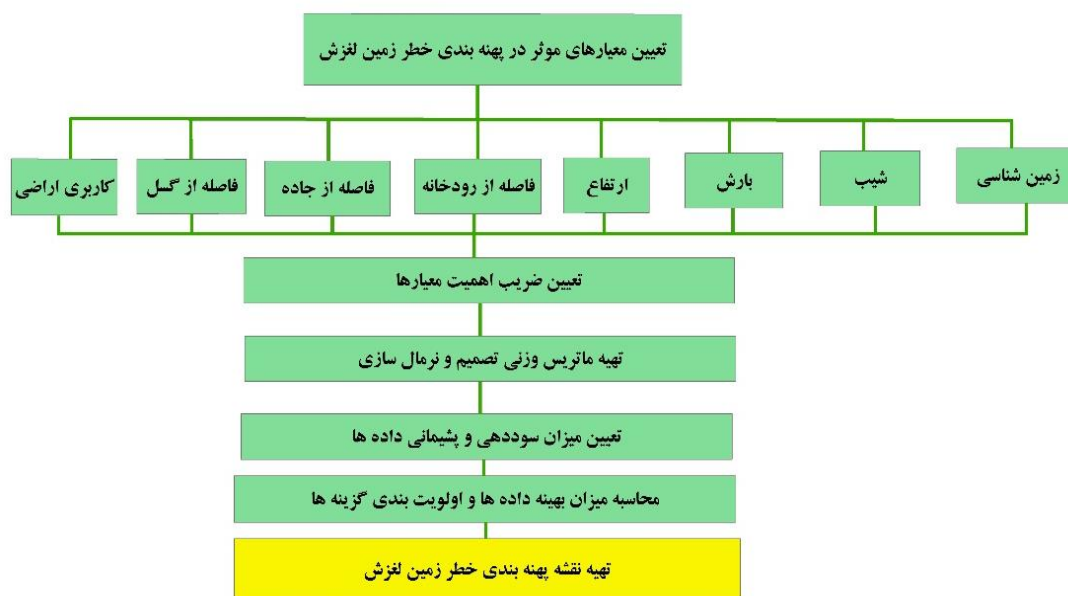 تعیین معیارهای موثر در پهنه بندی خطر زمین لغزش
زمین شناسی
شیب
بارش
ارتفاع
فاصله از رودخانه
فاصله از جاده
فاصله از گسل
کاربری اراضی
تعیین ضریب اهمیت معیارها
تهیه ماتریس وزنی تصمیم و نرمال سازی
تعیین میزان سوددهی و پشیمانی داده ها
محاسبه میزان بهینه داده ها و اولویت بندی گزینه ها
تهیه نقشه پهنه بندی خطر زمین لغزش